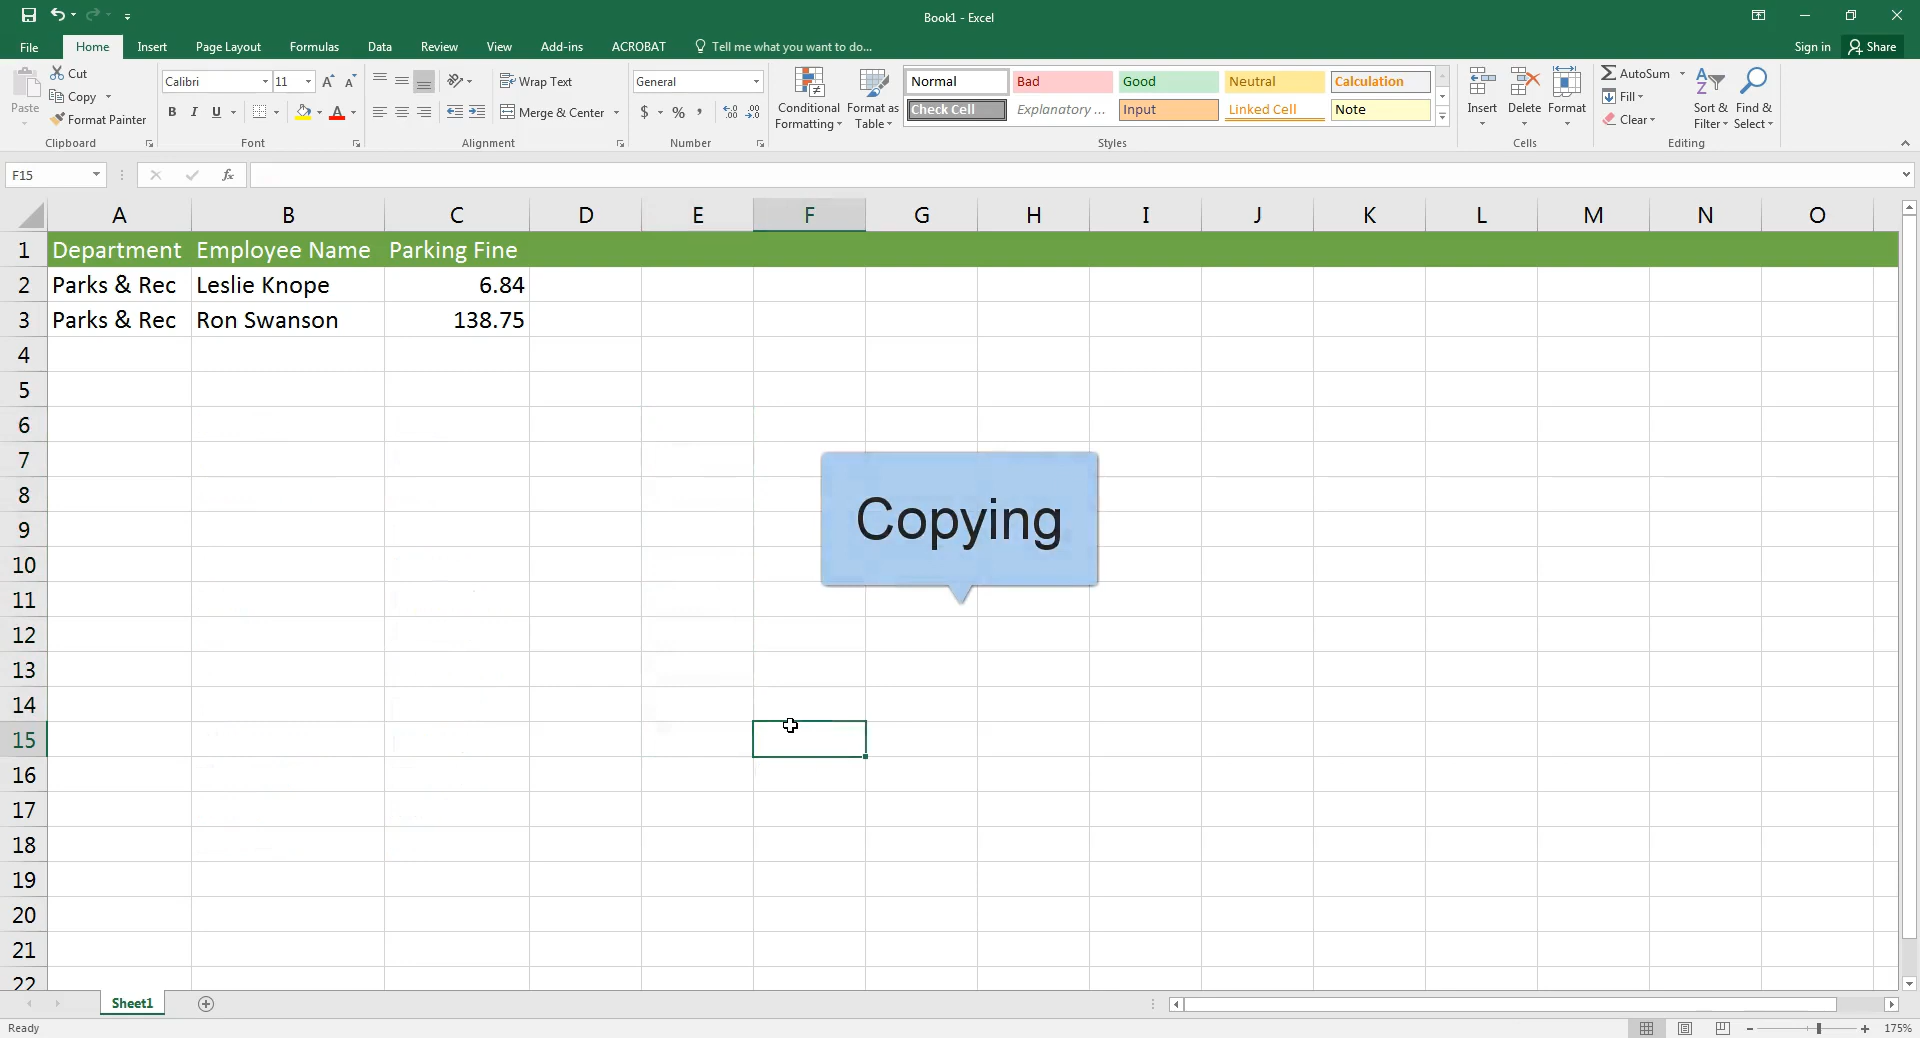 Book1 - Excel
File Home Insert Page Layout Formulas Data Review View Add-ins ACROBAT Tell me what you want to do... Sign in Share
Paste
Cut
Copy
Format Painter
Clipboard
Calibri 11
B I U A
Font
Wrap Text
Merge & Center
Alignment
General
$ % ,
Number
Conditional Formatting
Format as Table
Normal Bad Good Neutral Calculation
Check Cell Explanatory ... Input Linked Cell Note
Styles
Insert Delete Format
Cells
AutoSum
Fill
Clear
Sort & Filter
Find & Select
Editing
F15 fx
A B C D E F G H I J K L M N O
1 Department Employee Name Parking Fine
2 Parks & Rec Leslie Knope 6.84
3 Parks & Rec Ron Swanson 138.75
4
5
6
7
8
9
Copying
10
11
12
13
14
15
16
17
18
19
20
21
22
Sheet1
Ready 175%